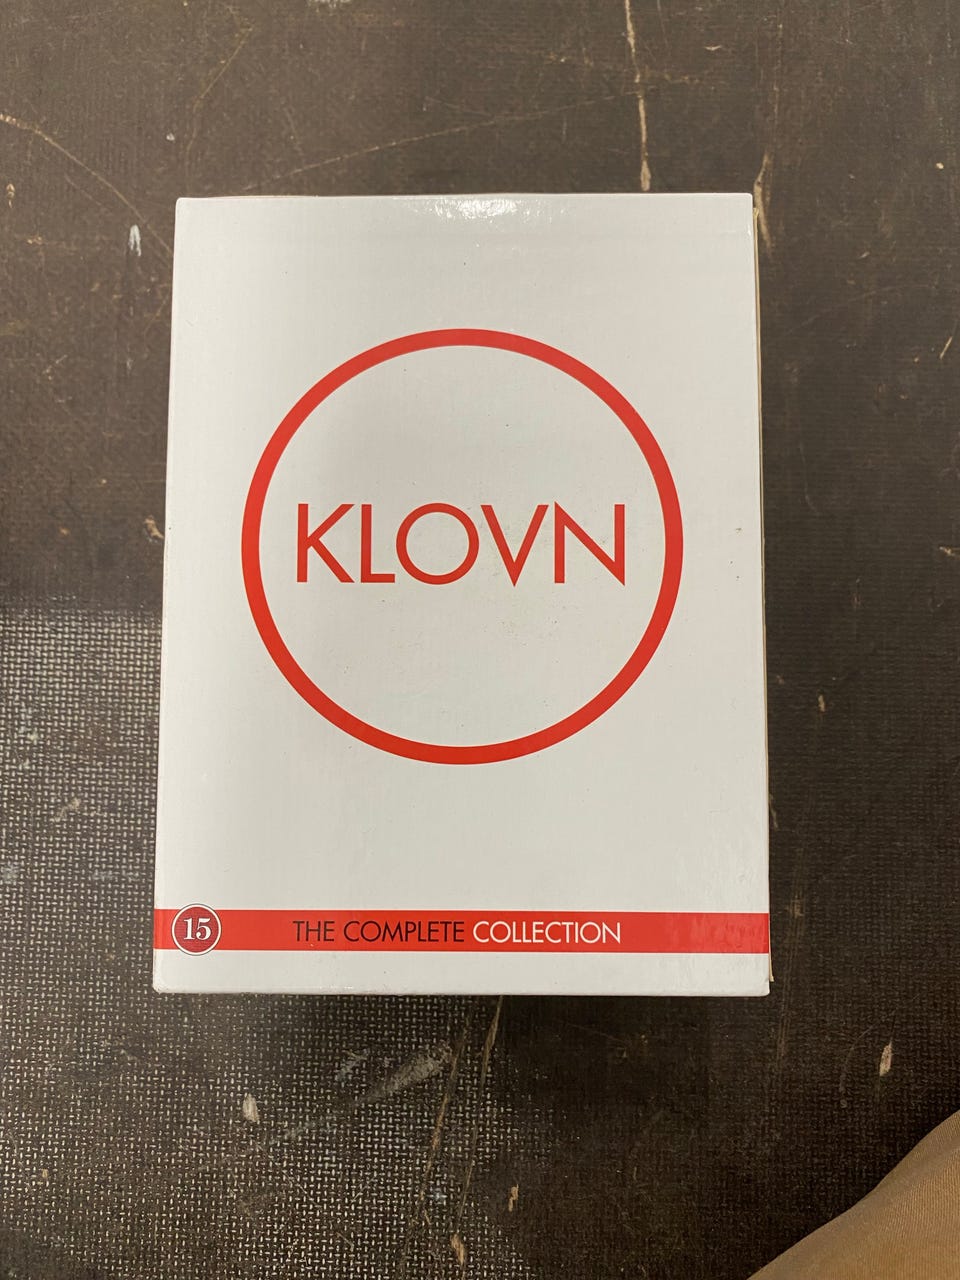 KLOVN
15 THE COMPLETE COLLECTION